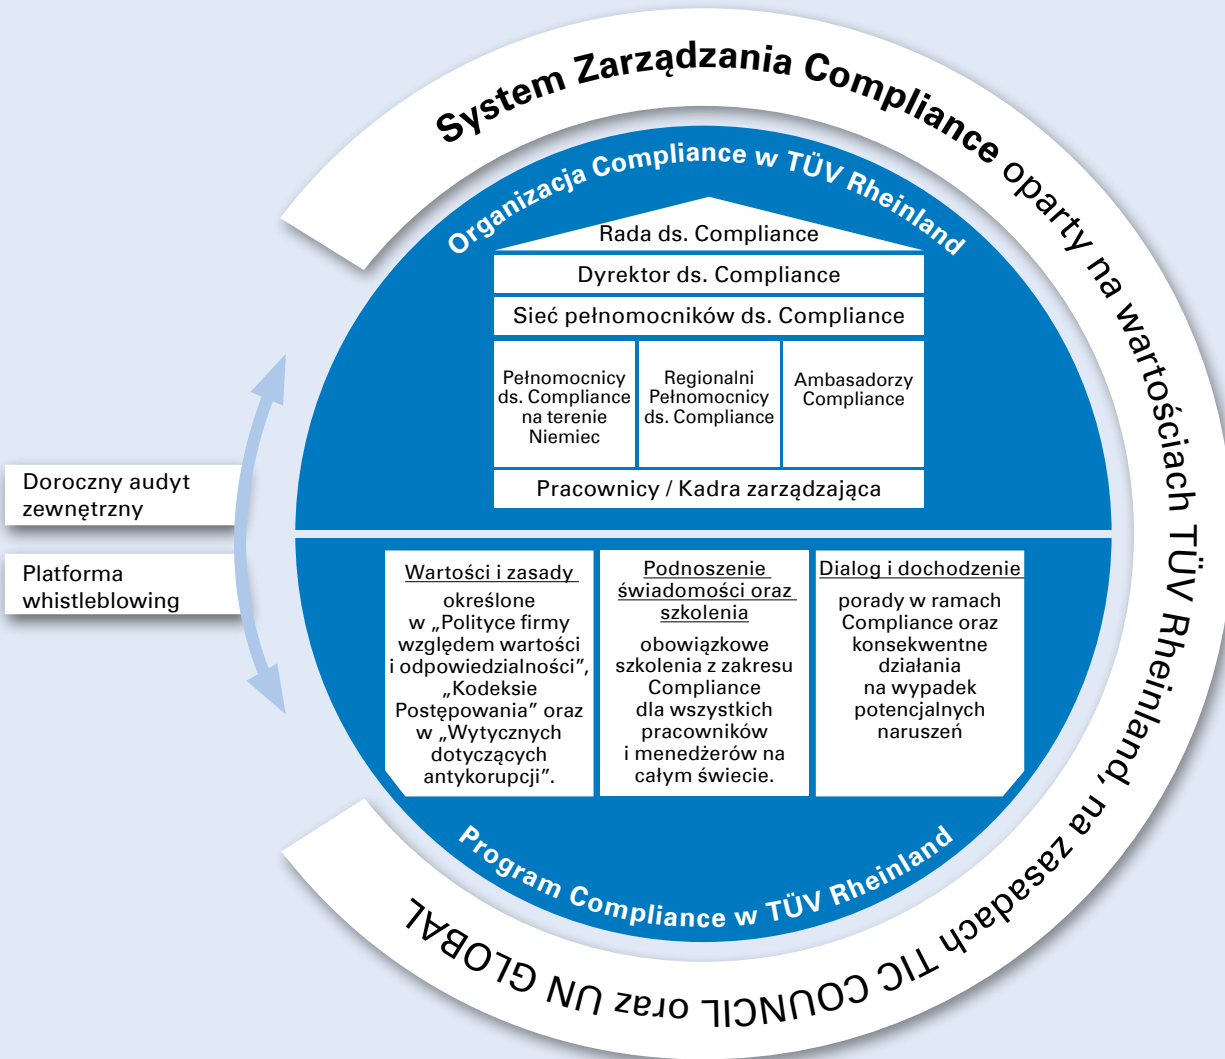 System Zarządzania Compliance oparty na wartościach TÜV Rheinland, na zasadach TIC COUNCIL oraz UN GLOBAL
Organizacja Compliance w TÜV Rheinland
Rada ds. Compliance
Dyrektor ds. Compliance
Sieć pełnomocników ds. Compliance
Pełnomocnicy
ds. Compliance
na terenie
Niemiec
Regionalni
Pełnomocnicy
ds. Compliance
Ambasadorzy
Compliance
Pracownicy / Kadra zarządzająca
Doroczny audyt
zewnętrzny
Platforma
whistleblowing
Wartości i zasady
określone
w „Polityce firmy
względem wartości
i odpowiedzialności”,
„Kodeksie
Postępowania” oraz
w „Wytycznych
dotyczących
antykorupcji”.
Podnoszenie
świadomości oraz
szkolenia
obowiązkowe
szkolenia z zakresu
Compliance
dla wszystkich
pracowników
i menedżerów na
całym świecie.
Dialog i dochodzenie
porady w ramach
Compliance oraz
konsekwentne
działania
na wypadek
potencjalnych
naruszeń
Program Compliance w TÜV Rheinland